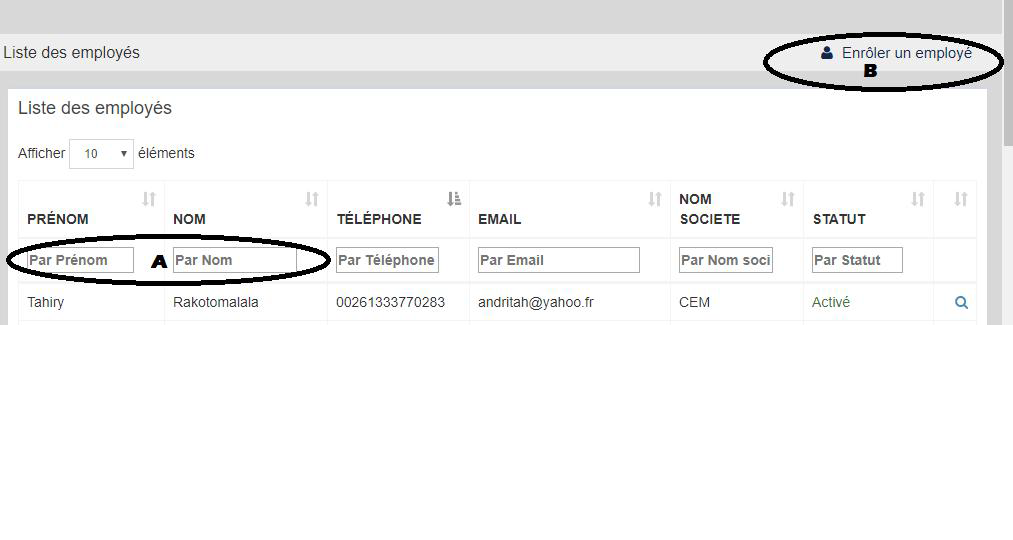 Liste des employés
Enrôler un employé
B
Liste des employés
Afficher 10 éléments
PRÉNOM NOM TÉLÉPHONE EMAIL NOM SOCIETE STATUT
Par Prénom A Par Nom Par Téléphone Par Email Par Nom soci Par Statut
Tahiry Rakotomalala 00261333770283 andritah@yahoo.fr CEM Activé